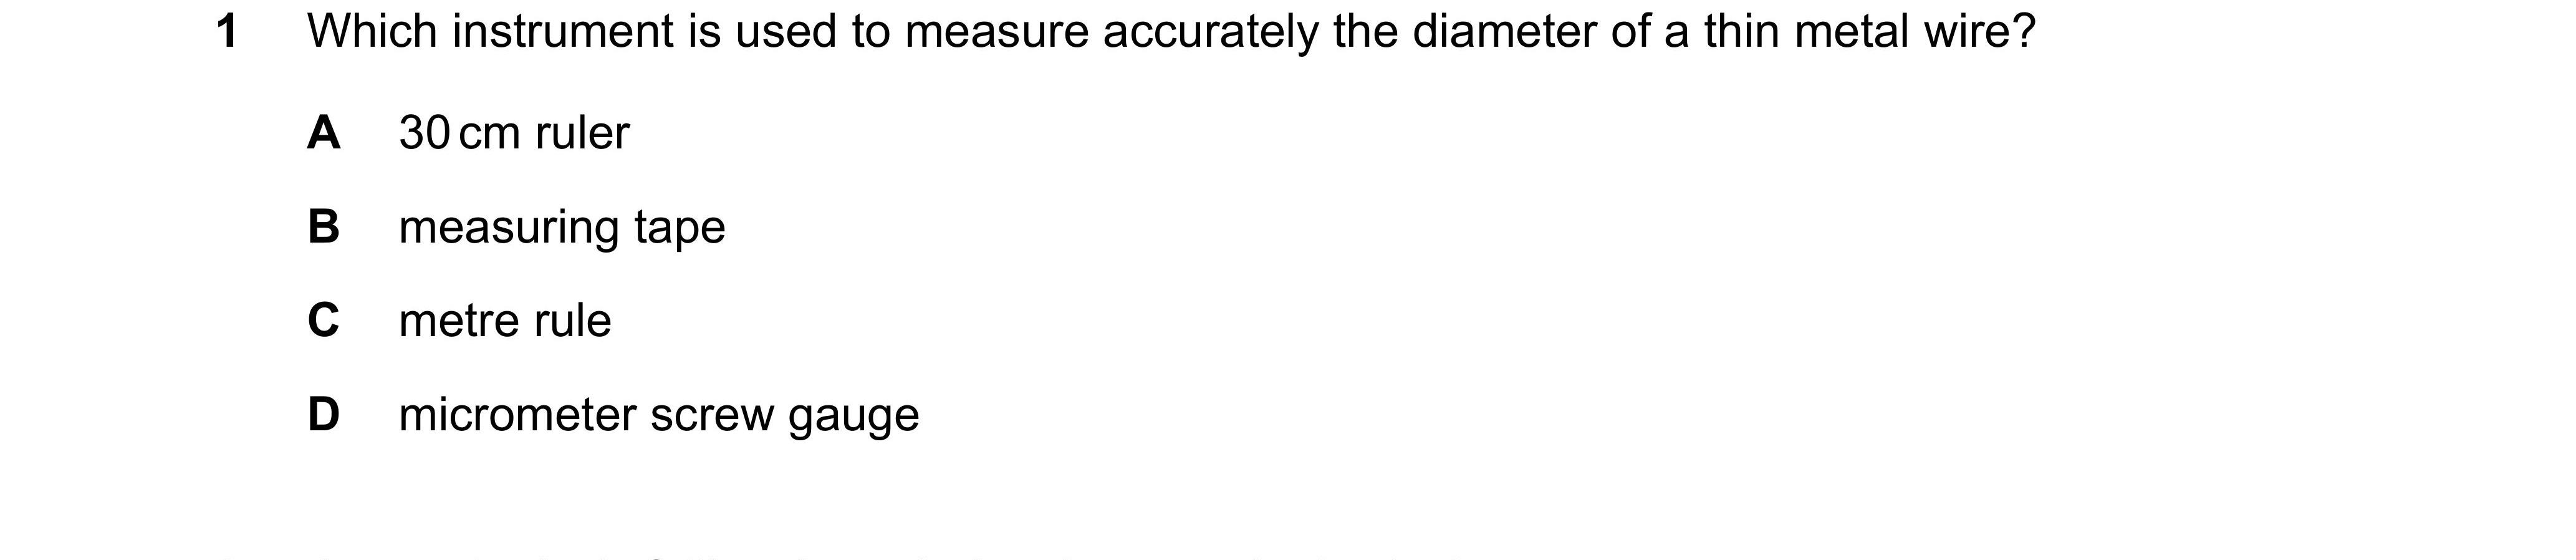 1 Which instrument is used to measure accurately the diameter of a thin metal wire?
A 30 cm ruler
B measuring tape
C metre rule
D micrometer screw gauge